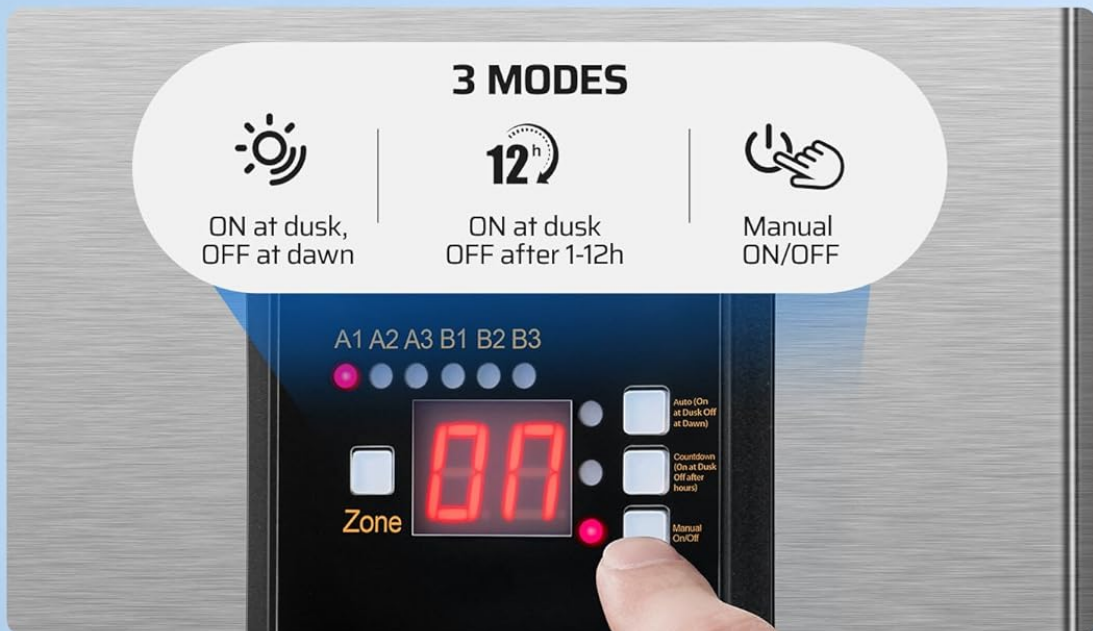 3 MODES
12h
ON at dusk,
OFF at dawn
ON at dusk
OFF after 1-12h
Manual
ON/OFF
A1 A2 A3 B1 B2 B3
ON
Zone
Auto (On
at Dusk Off
at Dawn)
Countdown
(On at Dusk
Off after
hours)
Manual
On/Off